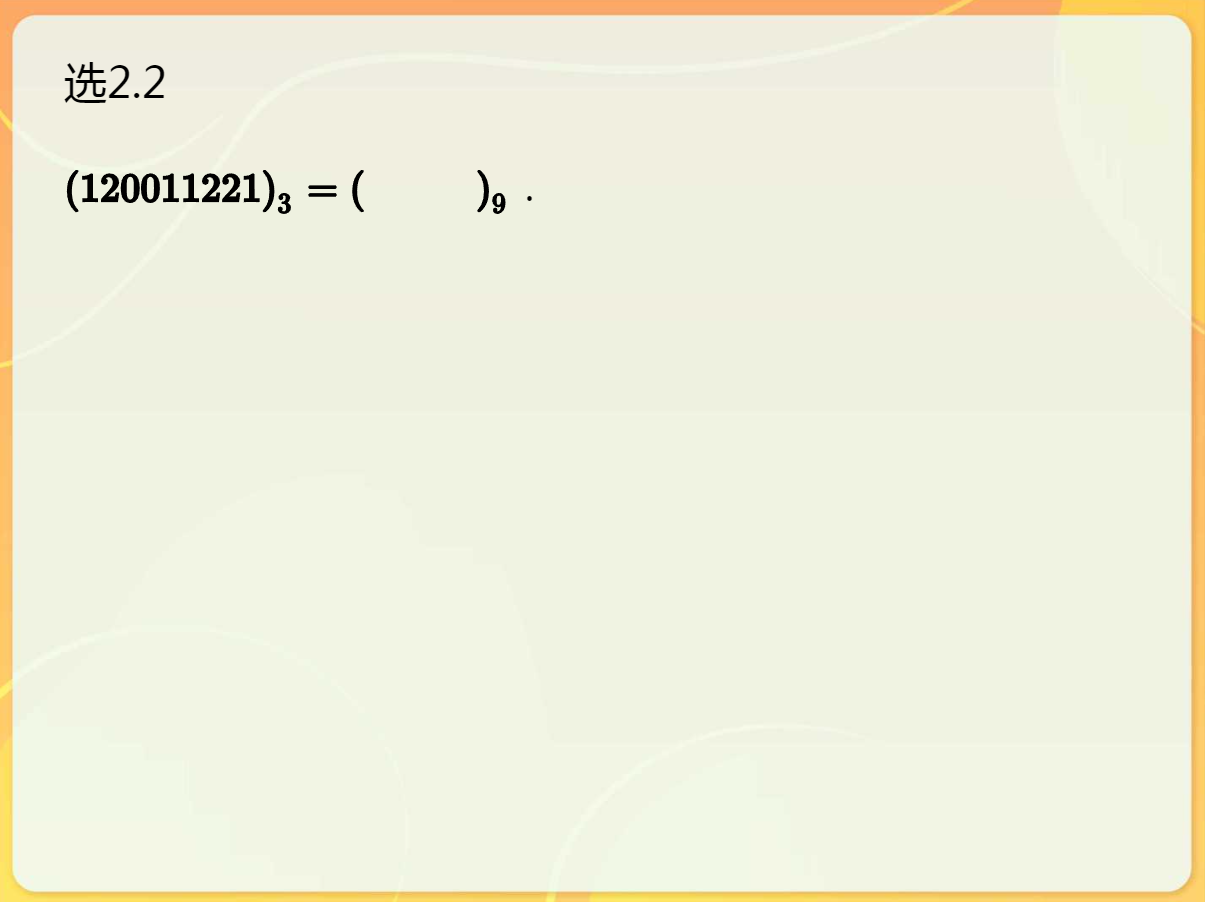 选2.2
(120011221)₃ = (        )₉ .